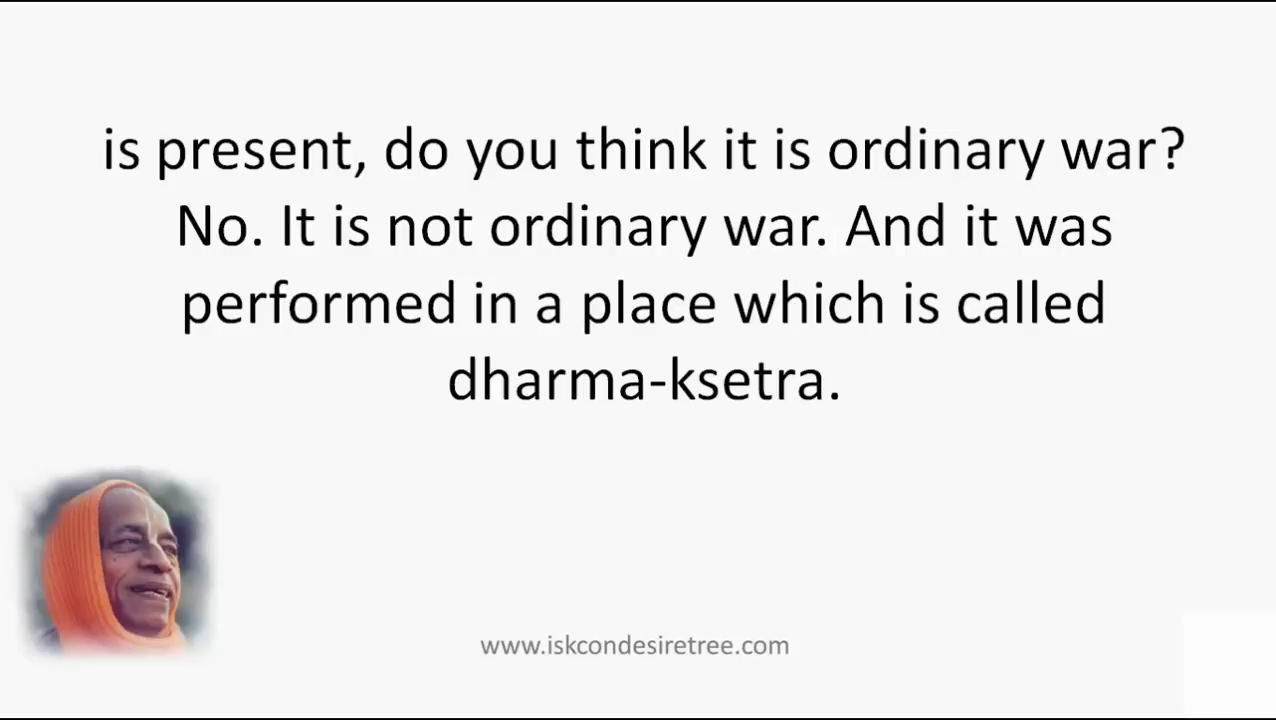 is present, do you think it is ordinary war?
No. It is not ordinary war. And it was
performed in a place which is called
dharma-ksetra.
www.iskcondesiretree.com